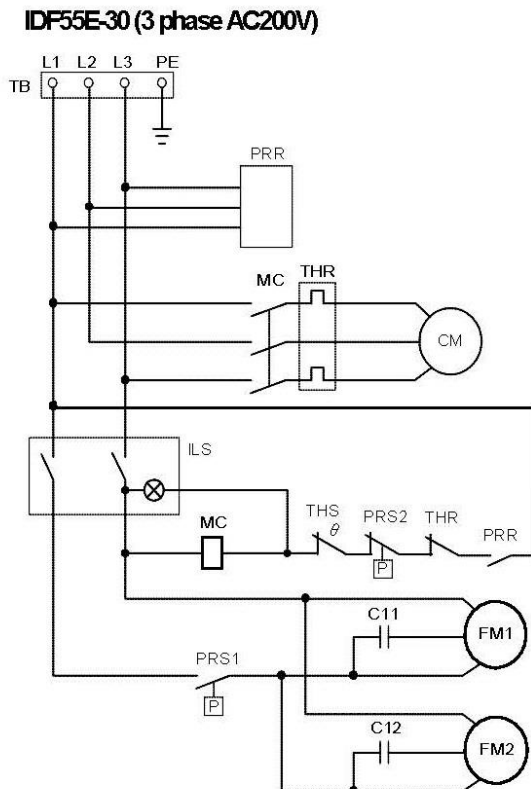 IDF55E-30 (3 phase AC200V)
L1 L2 L3 PE
TB
PRR
MC THR
CM
ILS
MC
THS θ PRS2 THR PRR
P
C11
FM1
PRS1
P
C12
FM2